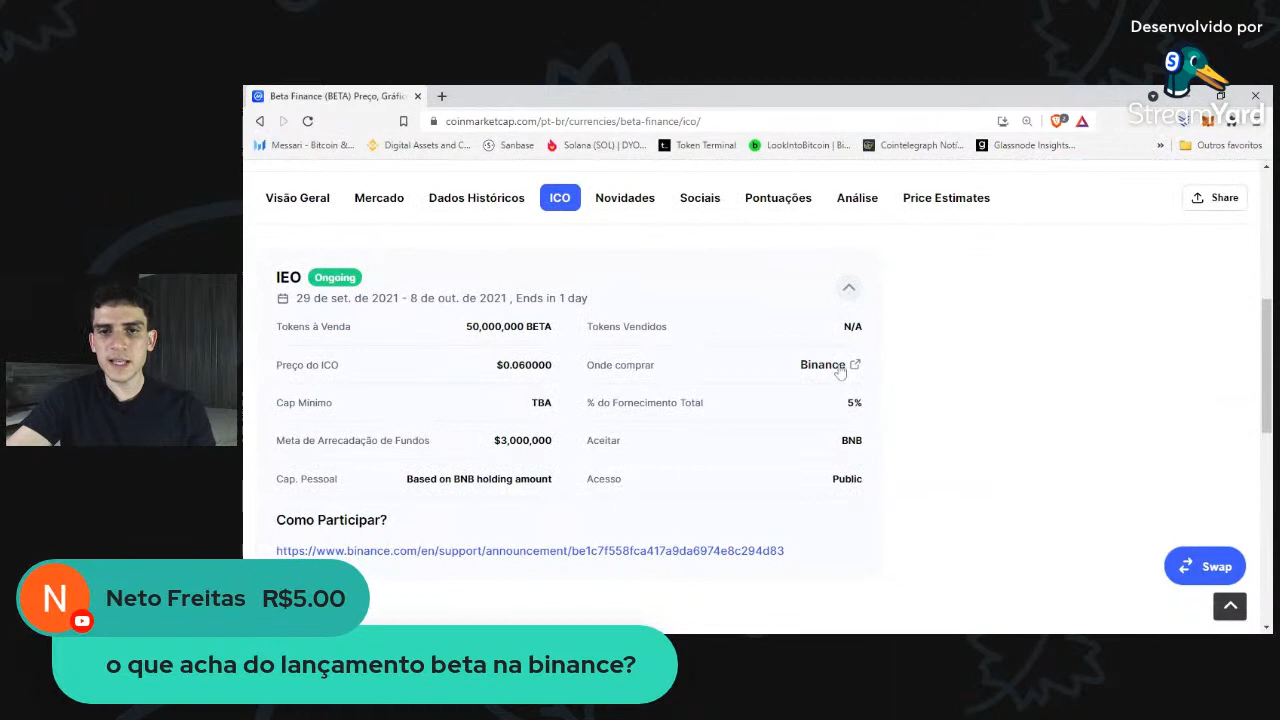 Desenvolvido por
S
StreamYard
Beta Finance (BETA) Preço, Gráfic
coinmarketcap.com/pt-br/currencies/beta-finance/ico/
2
Messari - Bitcoin &... Digital Assets and C... Sanbase Solana (SOL) | DYO... t. Token Terminal b LookIntoBitcoin | Bi... Cointelegraph Notí... g Glassnode Insights... » Outros favoritos
Visão Geral Mercado Dados Históricos ICO Novidades Sociais Pontuações Análise Price Estimates Share
IEO Ongoing
29 de set. de 2021 - 8 de out. de 2021 , Ends in 1 day
Tokens à Venda 50,000,000 BETA Tokens Vendidos N/A
Preço do ICO $0.060000 Onde comprar Binance
Cap Mínimo TBA % do Fornecimento Total 5%
Meta de Arrecadação de Fundos $3,000,000 Aceitar BNB
Cap. Pessoal Based on BNB holding amount Acesso Public
Como Participar?
https://www.binance.com/en/support/announcement/be1c7f558fca417a9da6974e8c294d83
Swap
N Neto Freitas R$5.00
o que acha do lançamento beta na binance?